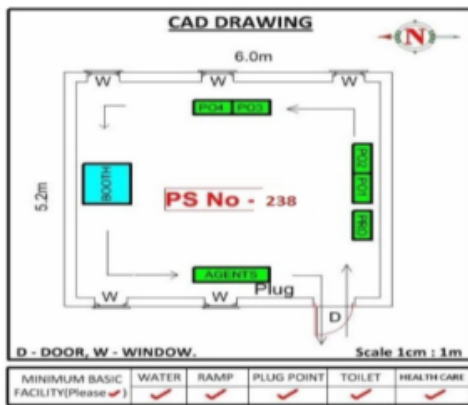 CAD DRAWING
N
6.0m
W W W
PO4 PO3
BOOTH
5.2m
PS No - 238
PO2 PO1
PRO
AGENTS
Plug
W W
D
D - DOOR, W - WINDOW.
Scale 1cm : 1m
MINIMUM BASIC FACILITY(Please ✓)
WATER RAMP PLUG POINT TOILET HEALTH CARE
✓ ✓ ✓ ✓ ✓